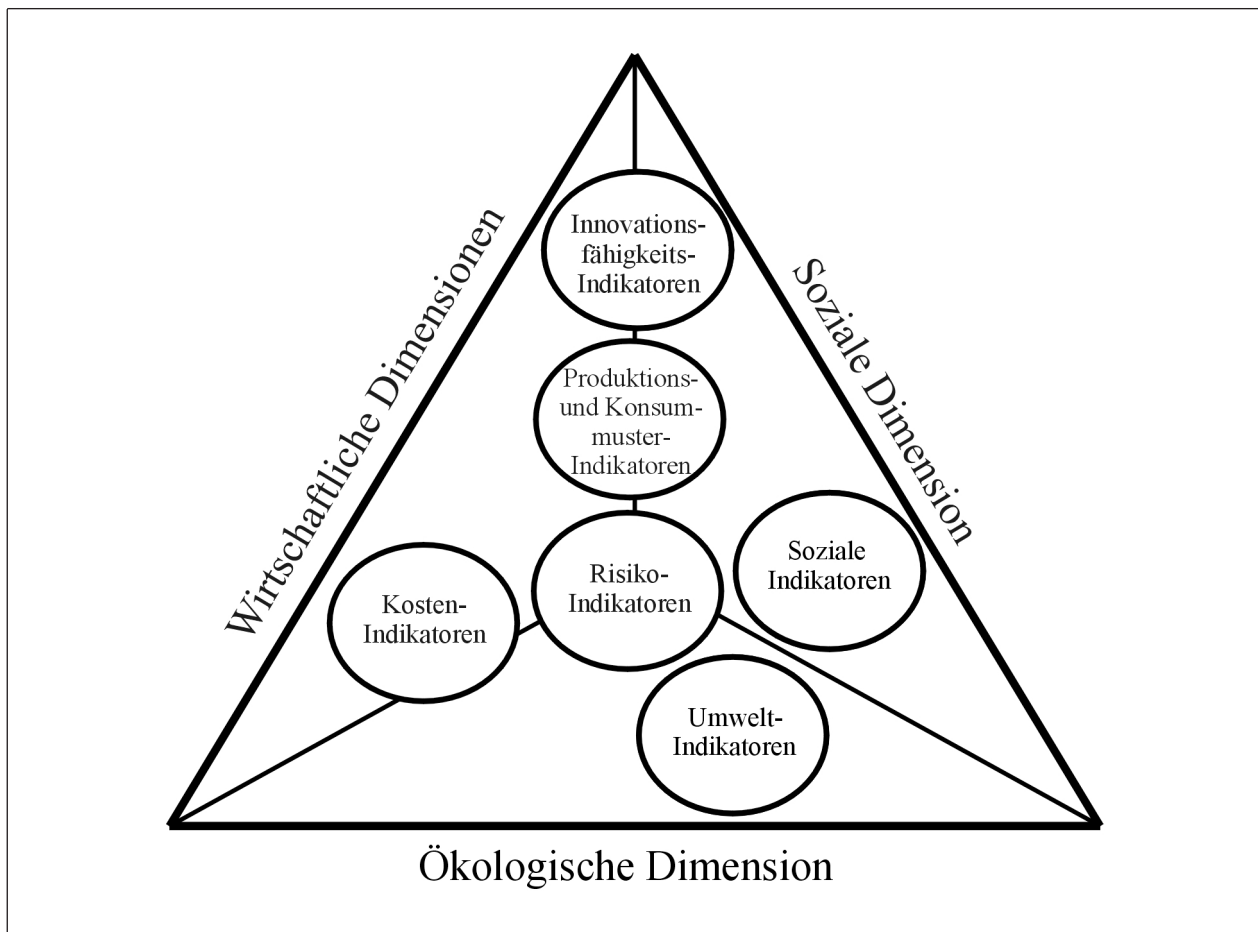 Wirtschaftliche Dimensionen
Soziale Dimension
Innovations-
fähigkeits-
Indikatoren
Produktions-
und Konsum-
muster-
Indikatoren
Risiko-
Indikatoren
Soziale
Indikatoren
Kosten-
Indikatoren
Umwelt-
Indikatoren
Ökologische Dimension